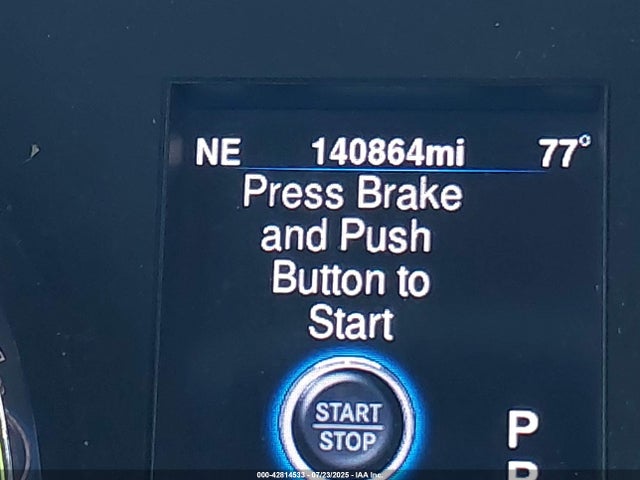 NE 140864mi 77°
Press Brake
and Push
Button to
Start
START
STOP
P
R
000-42814533 - 07/23/2025 - IAA Inc.